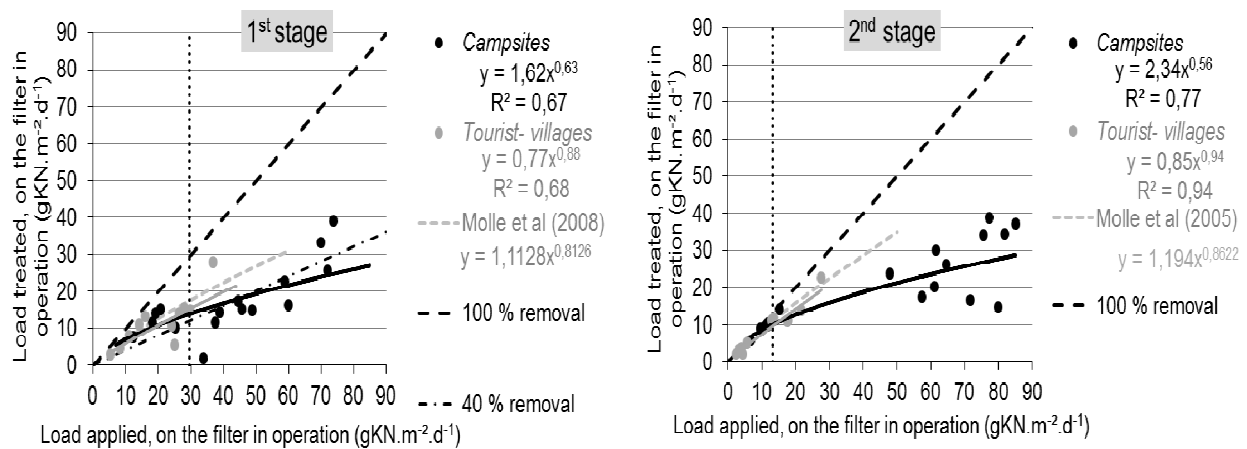 1st stage
Load treated, on the filter in
operation (gKN.m⁻².d⁻¹)
90
80
70
60
50
40
30
20
10
0
0 10 20 30 40 50 60 70 80 90
Load applied, on the filter in operation (gKN.m⁻².d⁻¹)
Campsites
y = 1,62x^0,63
R² = 0,67
Tourist- villages
y = 0,77x^0,88
R² = 0,68
Molle et al (2008)
y = 1,1128x^0,8126
100 % removal
40 % removal
2nd stage
Load treated, on the filter in
operation (gKN.m⁻².d⁻¹)
90
80
70
60
50
40
30
20
10
0
0 10 20 30 40 50 60 70 80 90
Load applied, on the filter in operation (gKN.m⁻².d⁻¹)
Campsites
y = 2,34x^0,56
R² = 0,77
Tourist- villages
y = 0,85x^0,94
R² = 0,94
Molle et al (2005)
y = 1,194x^0,8622
100 % removal